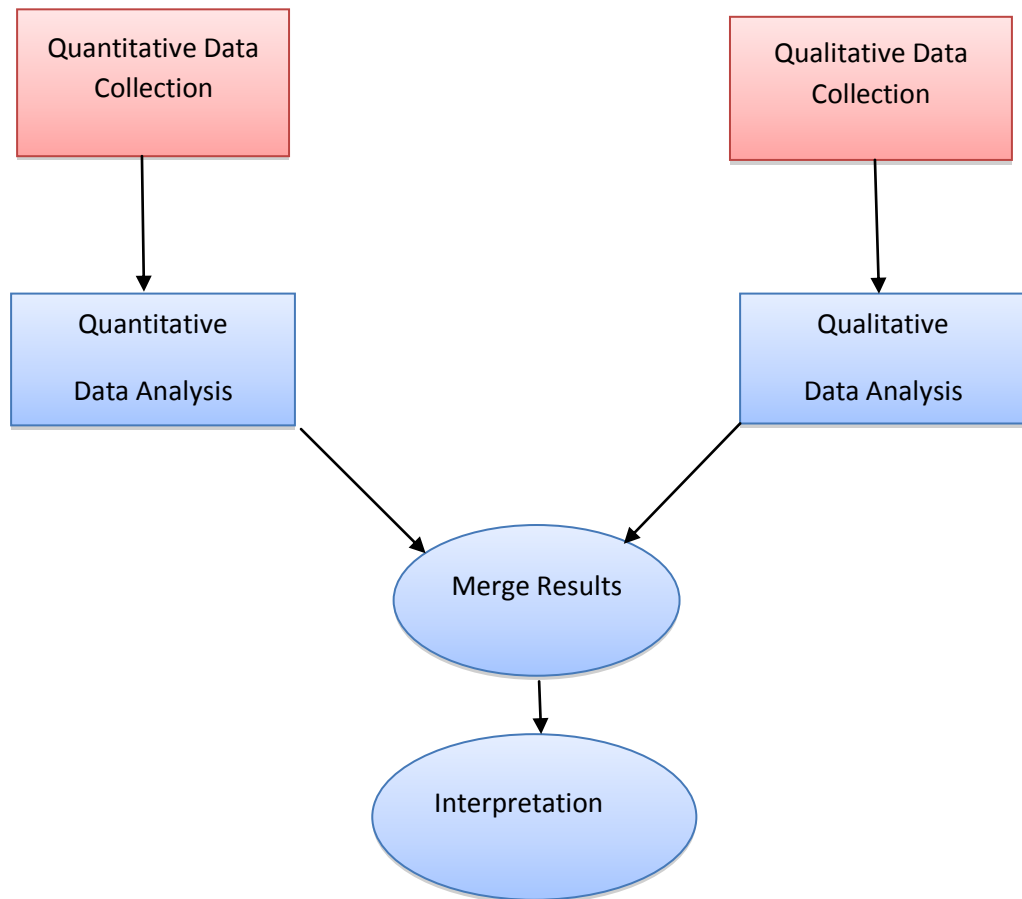 Quantitative Data
Collection
Qualitative Data
Collection
Quantitative
Data Analysis
Qualitative
Data Analysis
Merge Results
Interpretation